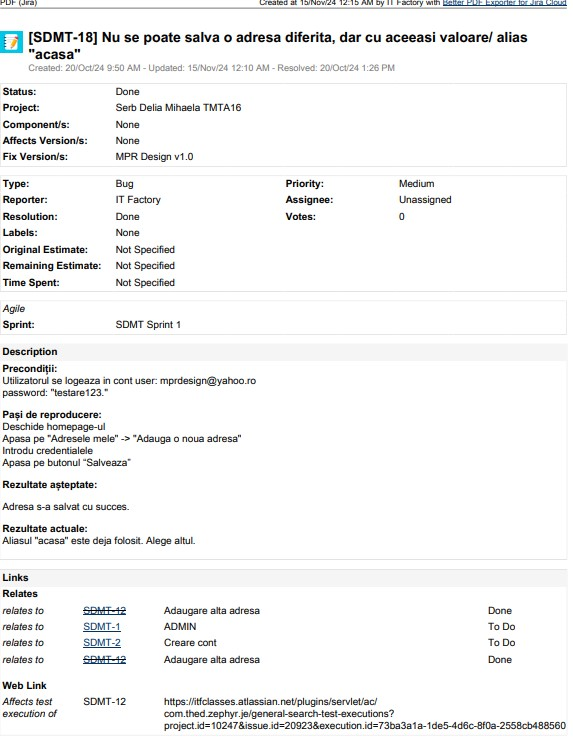 PDF (Jira) Created at 15/Nov/24 12:15 AM by IT Factory with Better PDF Exporter for Jira Cloud
[SDMT-18] Nu se poate salva o adresa diferita, dar cu aceeasi valoare/ alias
"acasa"
Created: 20/Oct/24 9:50 AM - Updated: 15/Nov/24 12:10 AM - Resolved: 20/Oct/24 1:26 PM
Status: Done
Project: Serb Delia Mihaela TMTA16
Component/s: None
Affects Version/s: None
Fix Version/s: MPR Design v1.0
Type: Bug Priority: Medium
Reporter: IT Factory Assignee: Unassigned
Resolution: Done Votes: 0
Labels: None
Original Estimate: Not Specified
Remaining Estimate: Not Specified
Time Spent: Not Specified
Agile
Sprint: SDMT Sprint 1
Description
Precondiții:
Utilizatorul se logeaza in cont user: mprdesign@yahoo.ro
password: "testare123."
Pași de reproducere:
Deschide homepage-ul
Apasa pe "Adresele mele" -> "Adauga o noua adresa"
Introdu credentialele
Apasa pe butonul “Salveaza”
Rezultate așteptate:
Adresa s-a salvat cu succes.
Rezultate actuale:
Aliasul "acasa" este deja folosit. Alege altul.
Links
Relates
relates to SDMT-12 Adaugare alta adresa Done
relates to SDMT-1 ADMIN To Do
relates to SDMT-2 Creare cont To Do
relates to SDMT-12 Adaugare alta adresa Done
Web Link
Affects test SDMT-12 https://itfclasses.atlassian.net/plugins/servlet/ac/
execution of com.thed.zephyr.je/general-search-test-executions?
project.id=10247&issue.id=20923&execution.id=73ba3a1a-1de5-4d6c-8f0a-2558cb488560